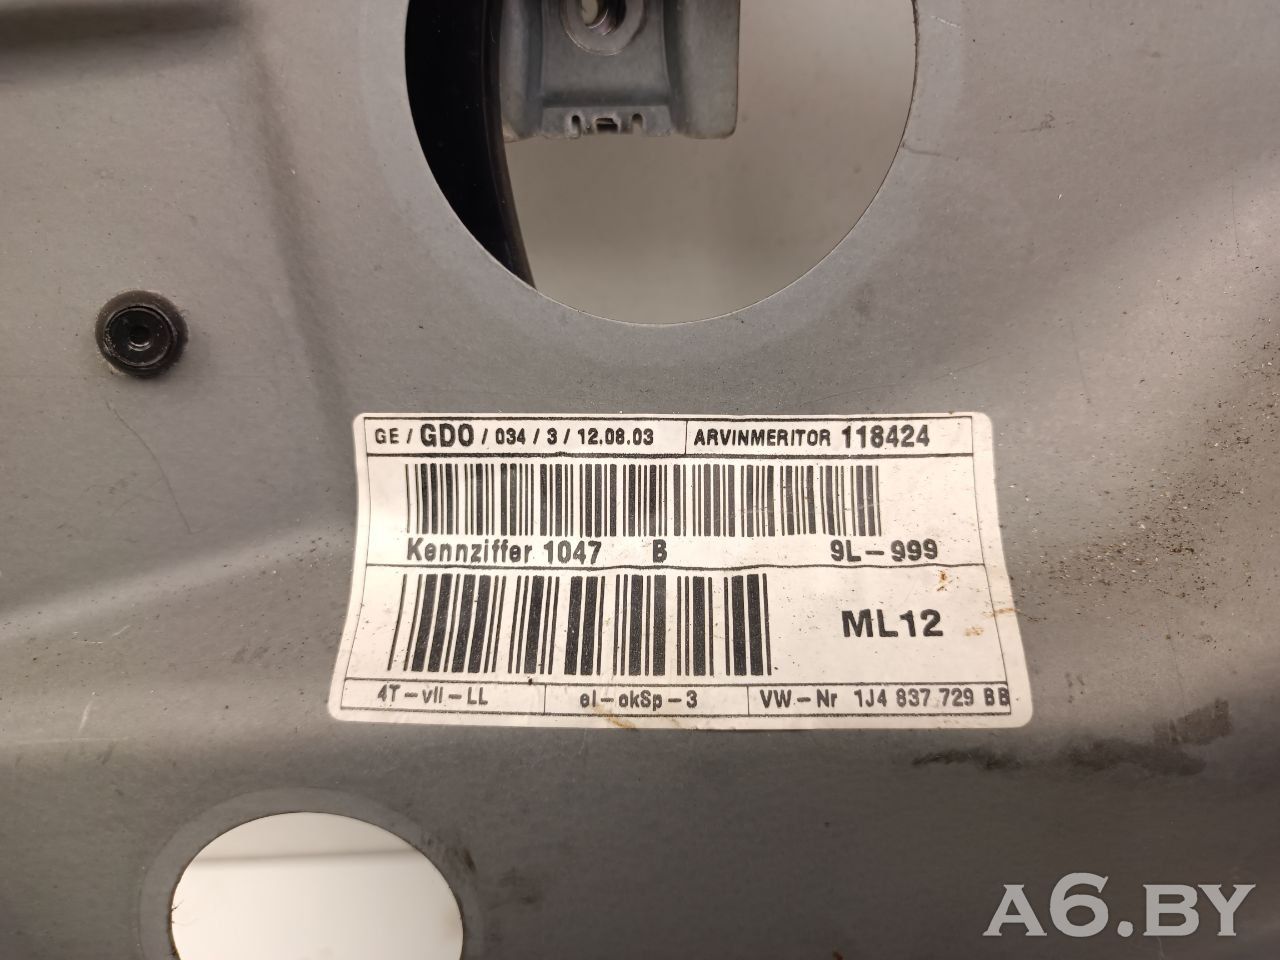 GE / GDO / 034 / 3 / 12.08.03 ARVINMERITOR 118424
Kennziffer 1047 B 9L-999
ML12
4T-vll-LL el-okSp-3 VW-Nr 1J4 837 729 BB
A6.BY